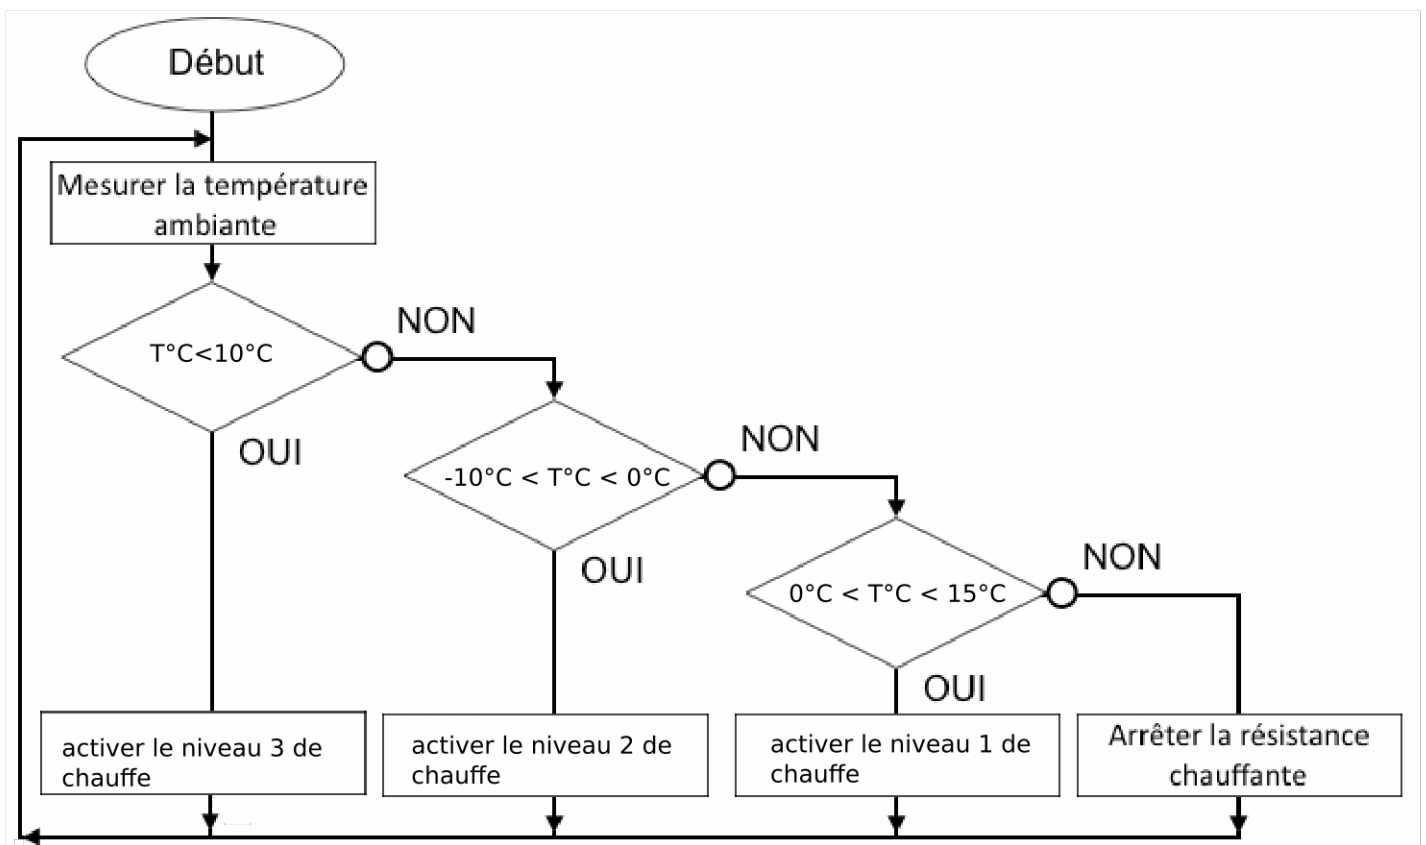 Début
Mesurer la température
ambiante
T°C<10°C
NON
OUI
-10°C < T°C < 0°C
NON
OUI
0°C < T°C < 15°C
NON
OUI
activer le niveau 3 de
chauffe
activer le niveau 2 de
chauffe
activer le niveau 1 de
chauffe
Arrêter la résistance
chauffante